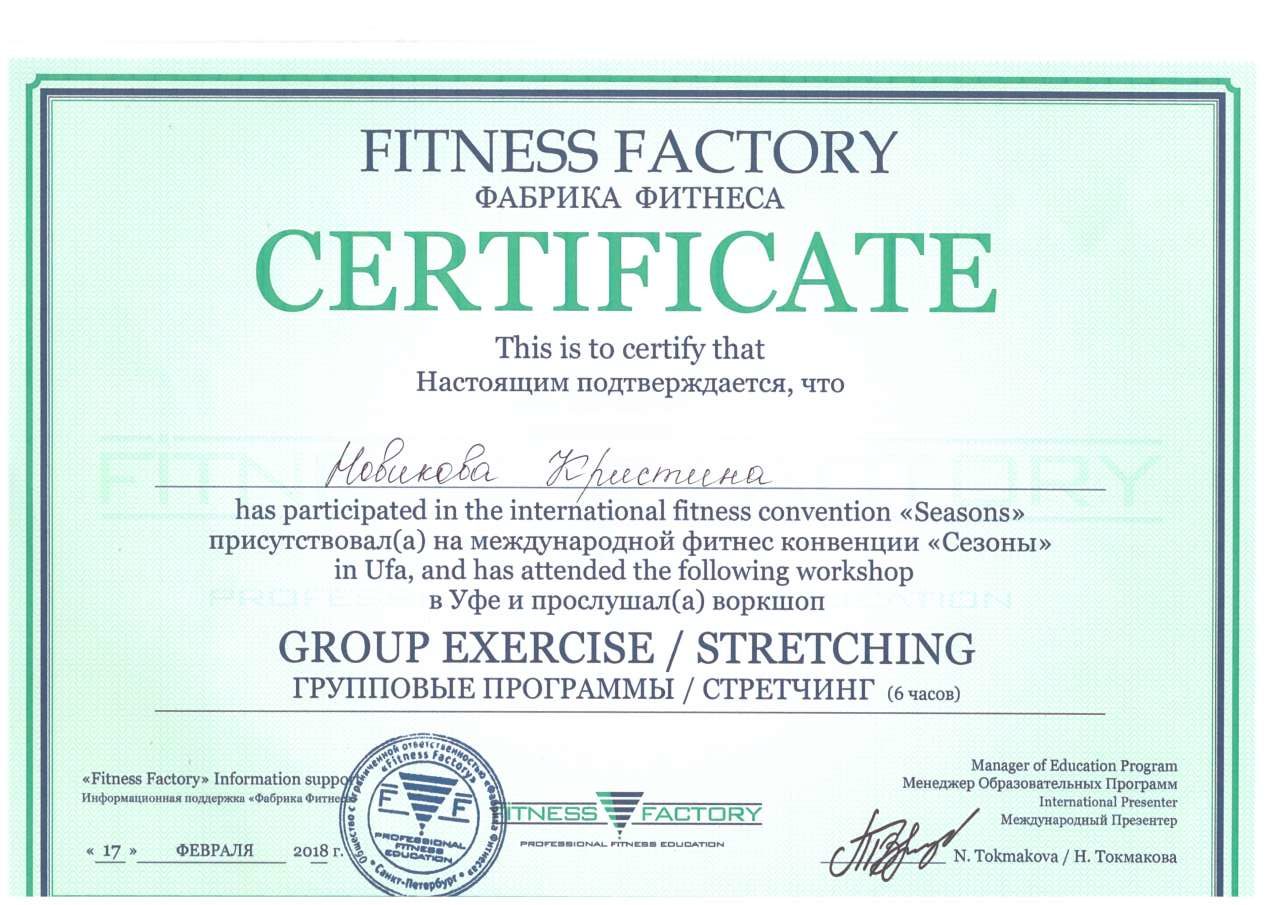 FITNESS FACTORY
ФАБРИКА ФИТНЕСА
CERTIFICATE
This is to certify that
Настоящим подтверждается, что
Новикова Кристина
has participated in the international fitness convention «Seasons»
присутствовал(а) на международной фитнес конвенции «Сезоны»
in Ufa, and has attended the following workshop
в Уфе и прослушал(а) воркшоп
GROUP EXERCISE / STRETCHING
ГРУППОВЫЕ ПРОГРАММЫ / СТРЕТЧИНГ (6 часов)
«Fitness Factory» Information support
Информационная поддержка «Фабрика Фитнеса
« 17 » ФЕВРАЛЯ 2018 г.
Общество с ограниченной ответственностью «Фабрика Фитнеса»
«Fitness Factory»
F F
PROFESSIONAL
FITNESS
EDUCATION
Санкт-Петербург
FITNESS FACTORY
PROFESSIONAL FITNESS EDUCATION
Manager of Education Program
Менеджер Образовательных Программ
International Presenter
Международный Презентер
N. Tokmakova / Н. Токмакова